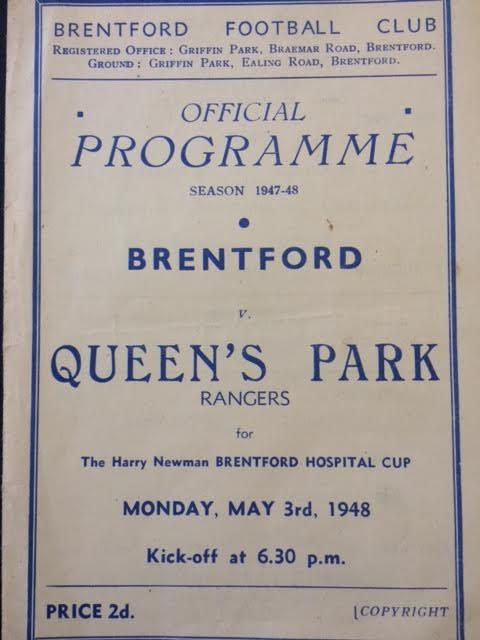 BRENTFORD FOOTBALL CLUB
REGISTERED OFFICE : GRIFFIN PARK, BRAEMAR ROAD, BRENTFORD.
GROUND : GRIFFIN PARK, EALING ROAD, BRENTFORD.
OFFICIAL
PROGRAMME
SEASON 1947-48
BRENTFORD
v.
QUEEN'S PARK
RANGERS
for
The Harry Newman BRENTFORD HOSPITAL CUP
MONDAY, MAY 3rd, 1948
Kick-off at 6.30 p.m.
PRICE 2d.
[COPYRIGHT